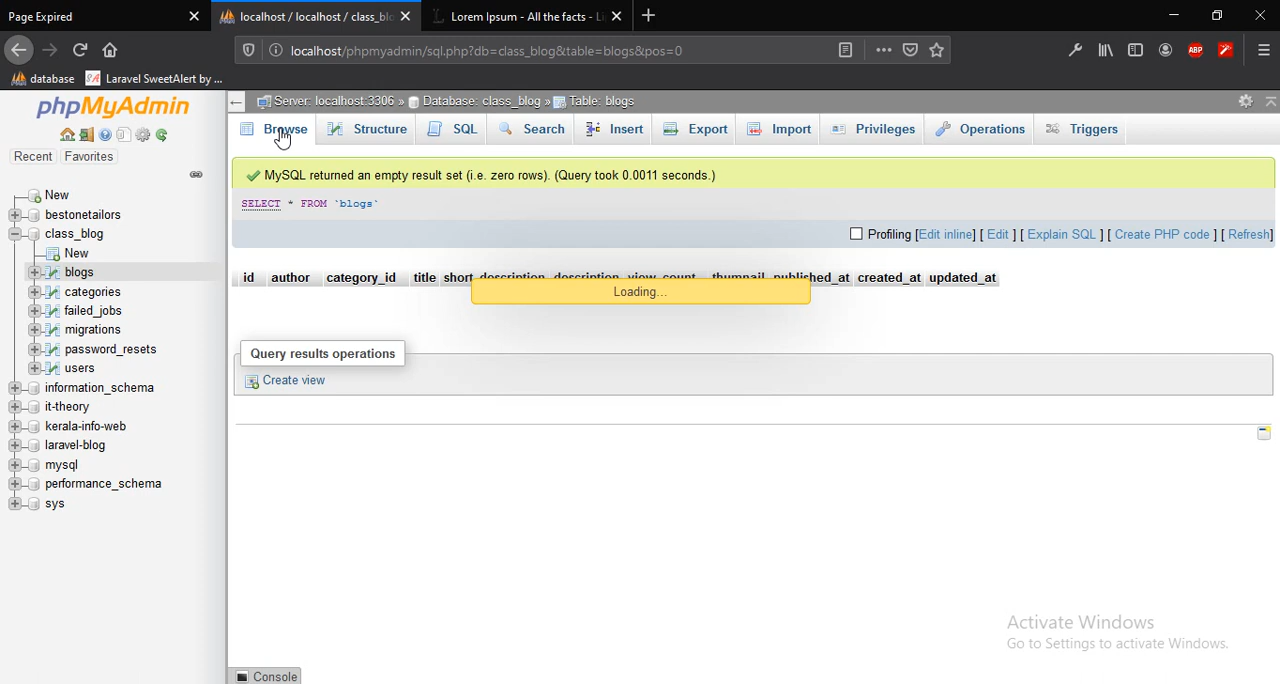 Page Expired
localhost / localhost / class_blo
Lorem Ipsum - All the facts - Li
localhost/phpmyadmin/sql.php?db=class_blog&table=blogs&pos=0
ABP
database
SA Laravel SweetAlert by ...
phpMyAdmin
Recent Favorites
New
bestonetailors
class_blog
New
blogs
categories
failed_jobs
migrations
password_resets
users
information_schema
it-theory
kerala-info-web
laravel-blog
mysql
performance_schema
sys
Server: localhost:3306 » Database: class_blog » Table: blogs
Browse Structure SQL Search Insert Export Import Privileges Operations Triggers
MySQL returned an empty result set (i.e. zero rows). (Query took 0.0011 seconds.)
SELECT * FROM `blogs`
Profiling [Edit inline] [ Edit ] [ Explain SQL ] [ Create PHP code ] [ Refresh]
id author category_id title short_description description view_count thumnail published_at created_at updated_at
Loading...
Query results operations
Create view
Activate Windows
Go to Settings to activate Windows.
Console